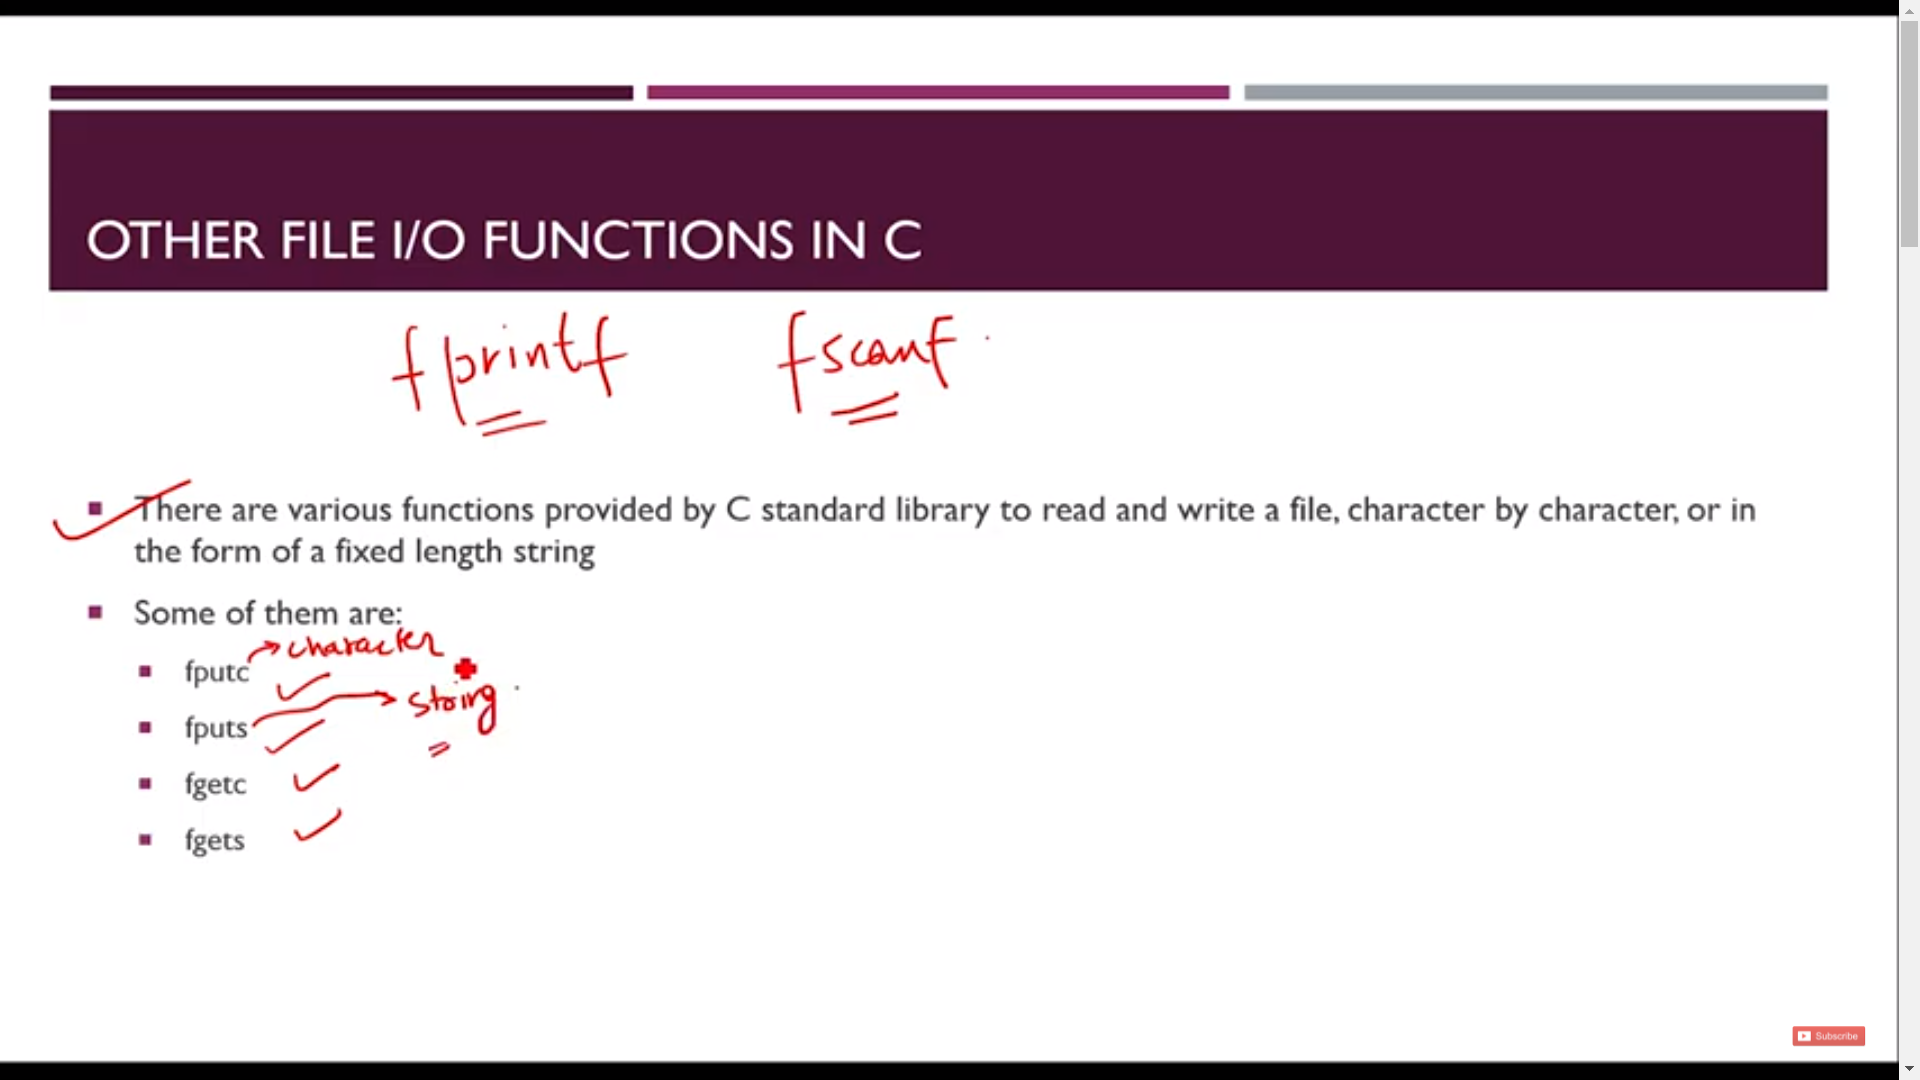 OTHER FILE I/O FUNCTIONS IN C
fprintf fscanf
There are various functions provided by C standard library to read and write a file, character by character, or in
the form of a fixed length string
Some of them are:
character
fputc
string
fputs
fgetc
fgets
Subscribe